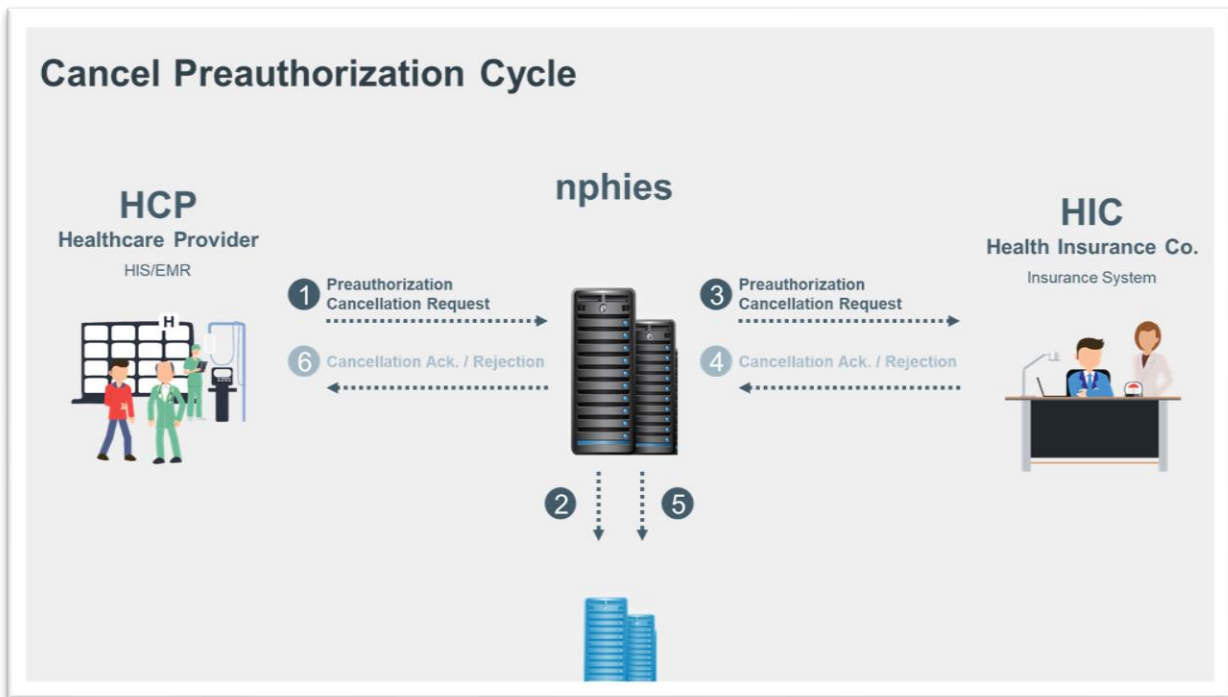 Cancel Preauthorization Cycle
nphies
HCP
Healthcare Provider
HIS/EMR
HIC
Health Insurance Co.
Insurance System
1 Preauthorization
Cancellation Request
3 Preauthorization
Cancellation Request
6 Cancellation Ack. / Rejection
4 Cancellation Ack. / Rejection
H
2
5